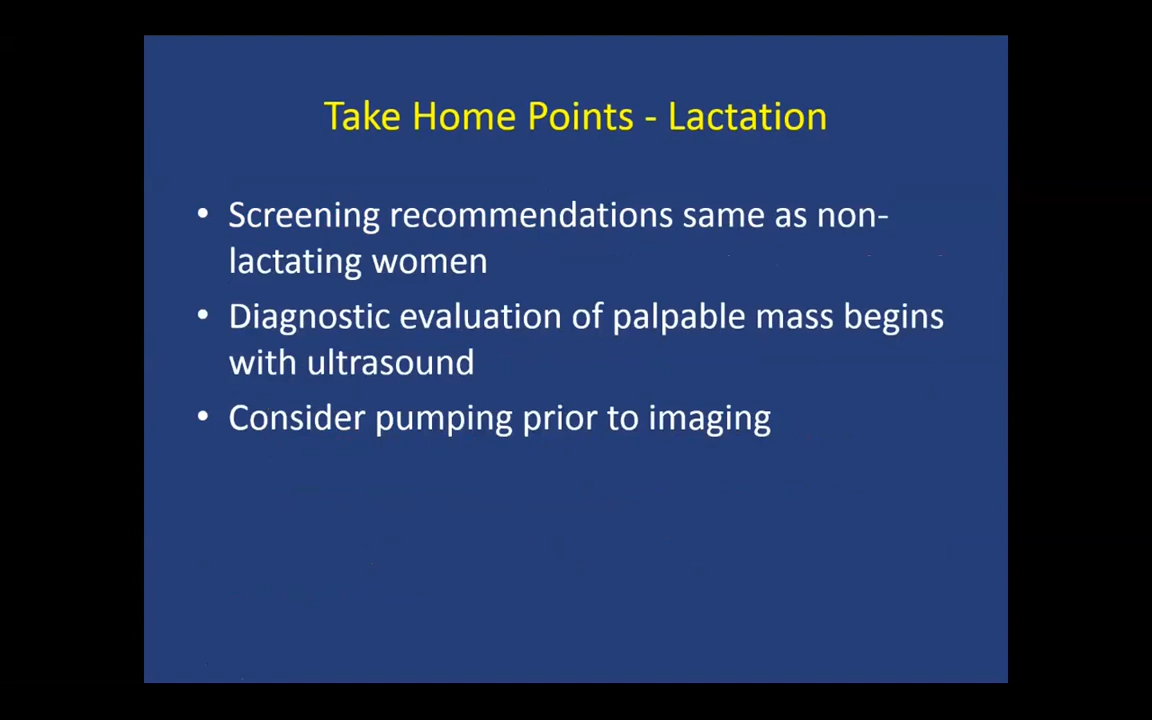 Take Home Points - Lactation
• Screening recommendations same as non-
lactating women
• Diagnostic evaluation of palpable mass begins
with ultrasound
• Consider pumping prior to imaging